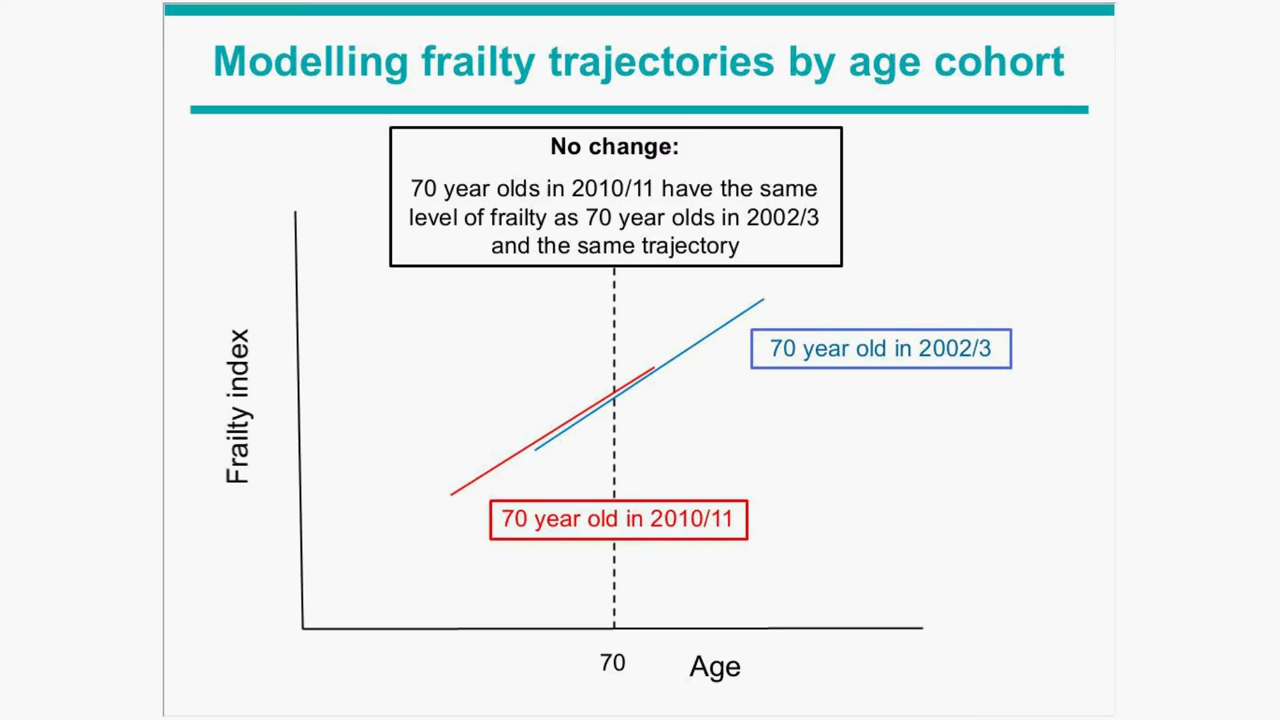 Modelling frailty trajectories by age cohort
No change:
70 year olds in 2010/11 have the same
level of frailty as 70 year olds in 2002/3
and the same trajectory
Frailty index
70 year old in 2002/3
70 year old in 2010/11
70
Age